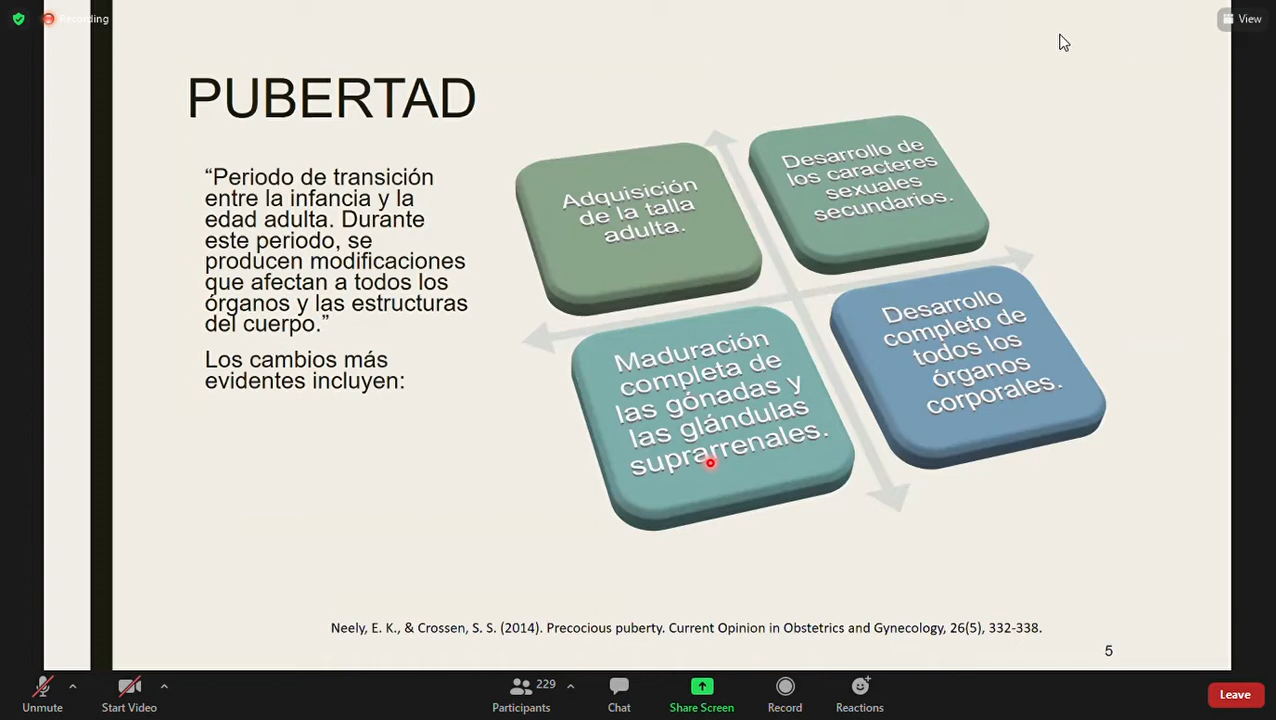 Recording
View
PUBERTAD
“Periodo de transición
entre la infancia y la
edad adulta. Durante
este periodo, se
producen modificaciones
que afectan a todos los
órganos y las estructuras
del cuerpo.”
Los cambios más
evidentes incluyen:
Adquisición
de la talla
adulta.
Desarrollo de
los caracteres
sexuales
secundarios.
Maduración
completa de
las gónadas y
las glándulas
suprarrenales.
Desarrollo
completo de
todos los
órganos
corporales.
Neely, E. K., & Crossen, S. S. (2014). Precocious puberty. Current Opinion in Obstetrics and Gynecology, 26(5), 332-338.
5
Unmute
Start Video
229
Participants
Chat
Share Screen
Record
Reactions
Leave